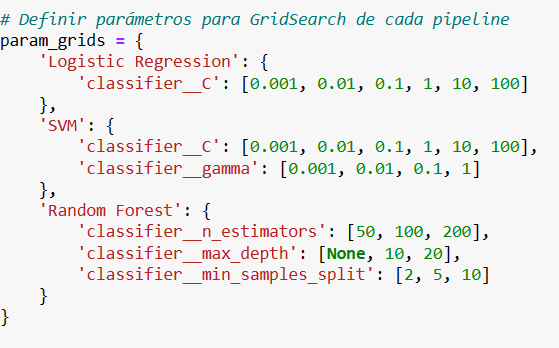 # Definir parámetros para GridSearch de cada pipeline
param_grids = {
    'Logistic Regression': {
        'classifier__C': [0.001, 0.01, 0.1, 1, 10, 100]
    },
    'SVM': {
        'classifier__C': [0.001, 0.01, 0.1, 1, 10, 100],
        'classifier__gamma': [0.001, 0.01, 0.1, 1]
    },
    'Random Forest': {
        'classifier__n_estimators': [50, 100, 200],
        'classifier__max_depth': [None, 10, 20],
        'classifier__min_samples_split': [2, 5, 10]
    }
}